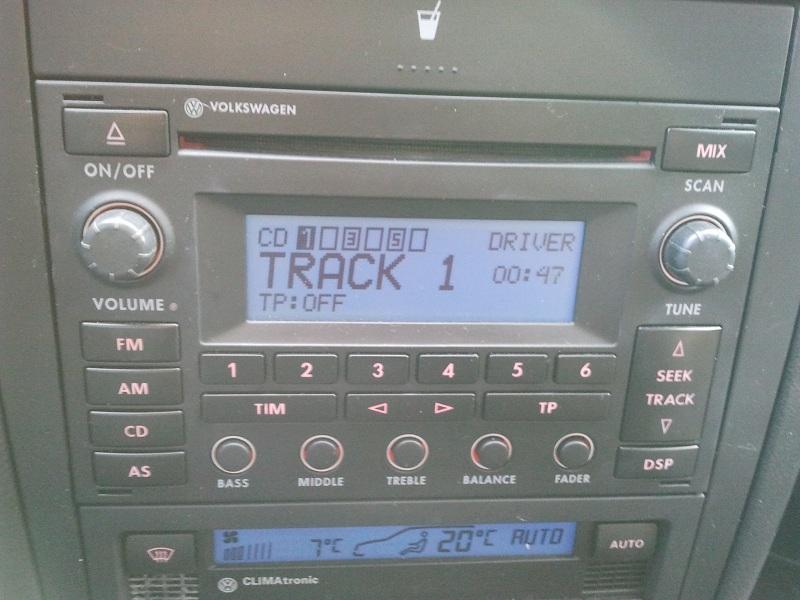 VOLKSWAGEN
MIX
ON/OFF
SCAN
CD 1 3 5 DRIVER
TRACK 1 00:47
TP:OFF
VOLUME
TUNE
FM
AM
CD
AS
1 2 3 4 5 6
TIM TP
SEEK
TRACK
DSP
BASS MIDDLE TREBLE BALANCE FADER
7°C 20°C AUTO
AUTO
CLIMAtronic